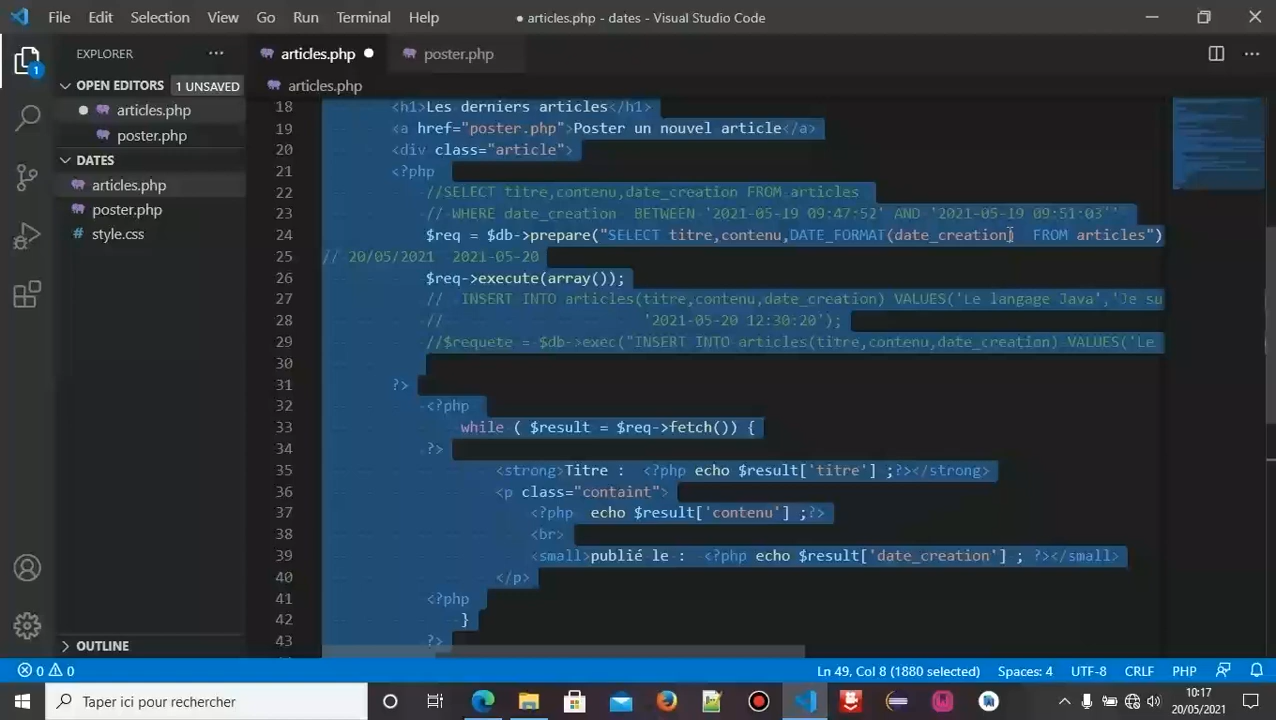 File Edit Selection View Go Run Terminal Help
● articles.php - dates - Visual Studio Code
EXPLORER
OPEN EDITORS 1 UNSAVED
articles.php
poster.php
DATES
articles.php
poster.php
style.css
OUTLINE
articles.php ● poster.php
articles.php
18 <h1>Les derniers articles</h1>
19 <a href="poster.php">Poster un nouvel article</a>
20 <div class="article">
21 <?php
22 //SELECT titre,contenu,date_creation FROM articles
23 // WHERE date_creation BETWEEN '2021-05-19 09:47:52' AND '2021-05-19 09:51:03''
24 $req = $db->prepare("SELECT titre,contenu,DATE_FORMAT(date_creation) FROM articles")
25 // 20/05/2021 2021-05-20
26 $req->execute(array());
27 // INSERT INTO articles(titre,contenu,date_creation) VALUES('Le langage Java','Je su
28 // '2021-05-20 12:30:20');
29 //$requete = $db->exec("INSERT INTO articles(titre,contenu,date_creation) VALUES('Le
30
31 ?>
32 <?php
33 while ( $result = $req->fetch()) {
34 ?>
35 <strong>Titre : <?php echo $result['titre'] ;?></strong>
36 <p class="containt">
37 <?php echo $result['contenu'] ;?>
38 <br>
39 <small>publié le : <?php echo $result['date_creation'] ; ?></small>
40 </p>
41 <?php
42 }
43 ?>
0 0 Ln 49, Col 8 (1880 selected) Spaces: 4 UTF-8 CRLF PHP
Taper ici pour rechercher
10:17
20/05/2021